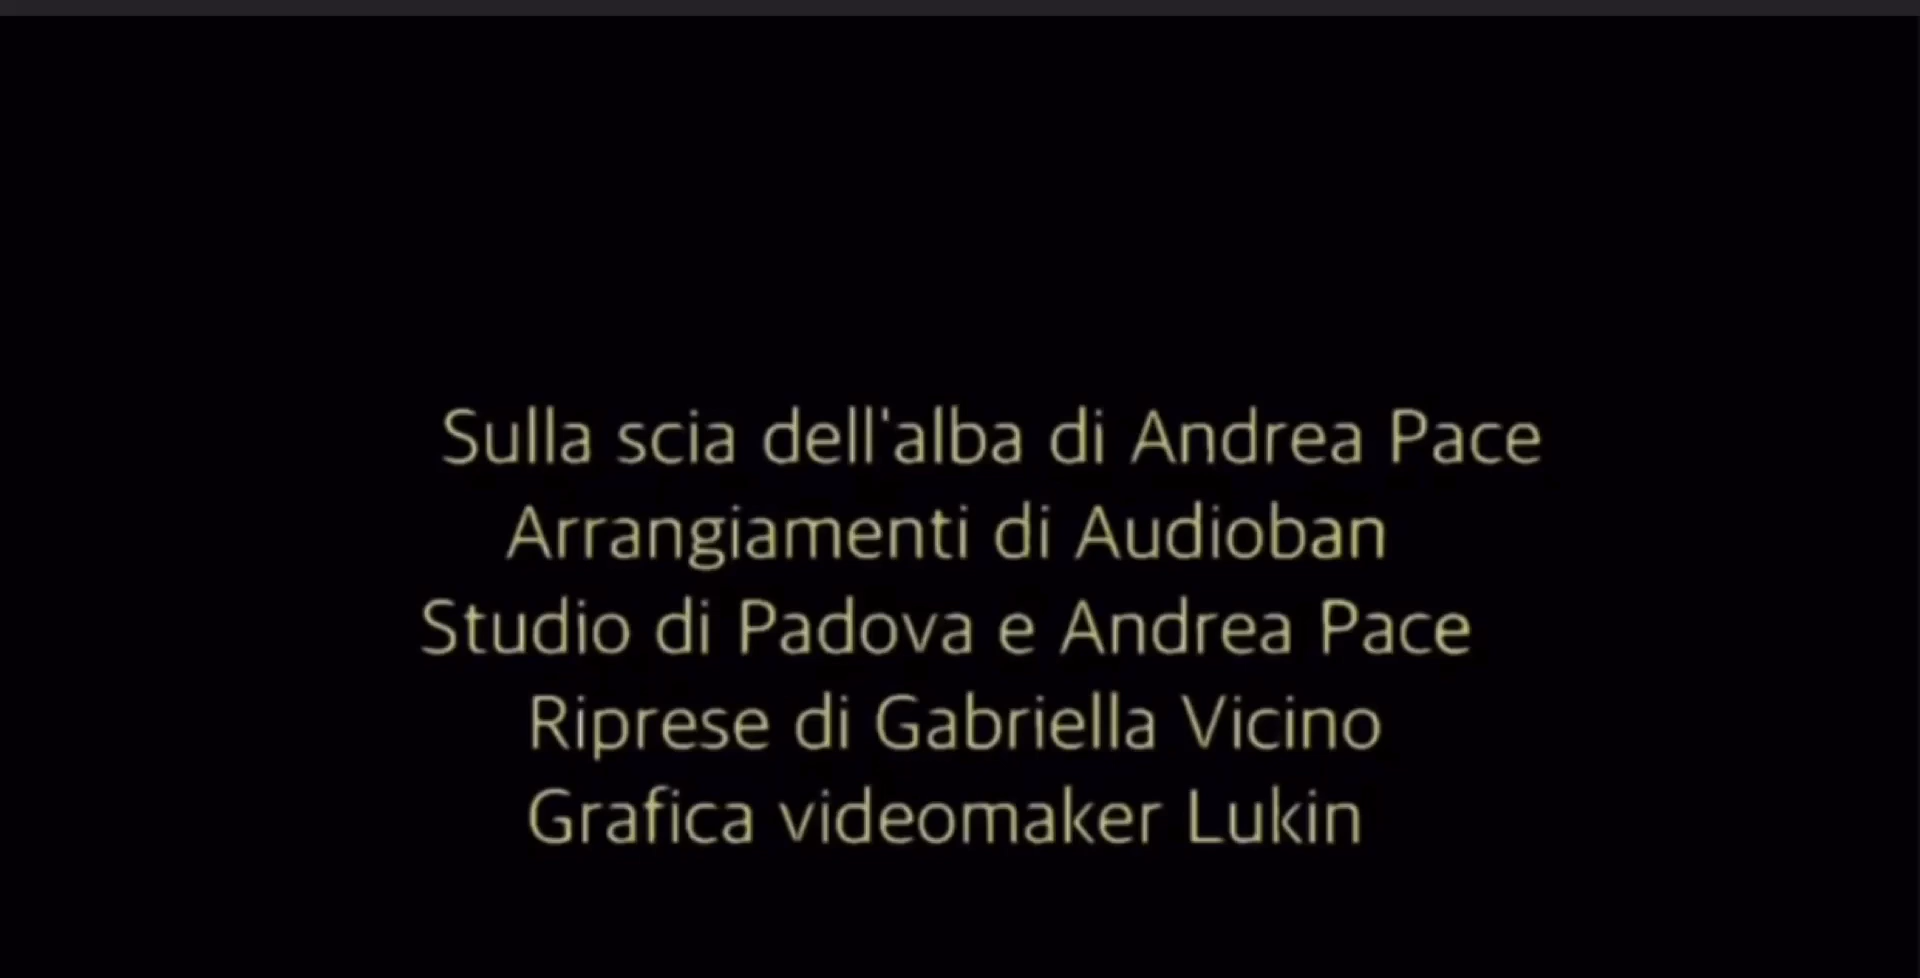 Sulla scia dell'alba di Andrea Pace
Arrangiamenti di Audioban
Studio di Padova e Andrea Pace
Riprese di Gabriella Vicino
Grafica videomaker Lukin